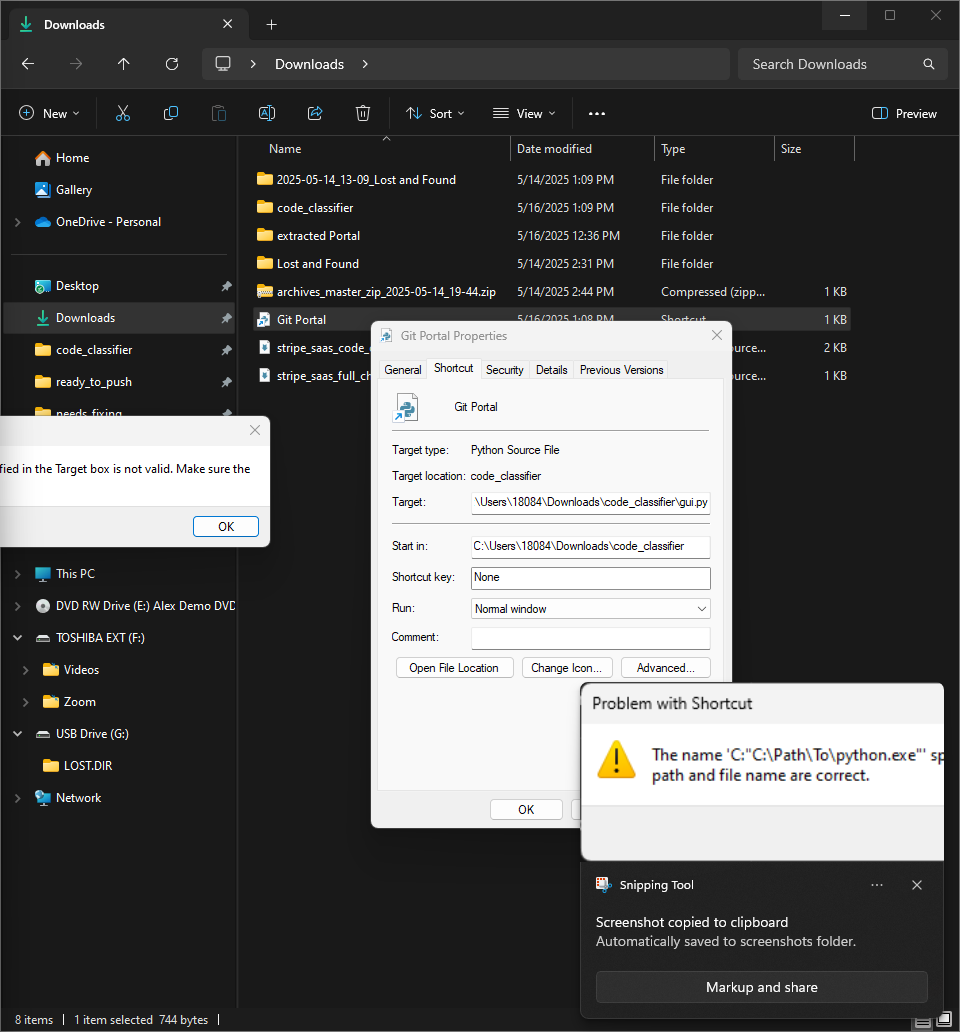 Downloads
Downloads
Search Downloads
New
Sort
View
Preview
Home
Gallery
OneDrive - Personal
Desktop
Downloads
code_classifier
ready_to_push
needs_fixing
Name Date modified Type Size
2025-05-14_13-09_Lost and Found 5/14/2025 1:09 PM File folder
code_classifier 5/16/2025 1:09 PM File folder
extracted Portal 5/16/2025 12:36 PM File folder
Lost and Found 5/14/2025 2:31 PM File folder
archives_master_zip_2025-05-14_19-44.zip 5/14/2025 2:44 PM Compressed (zipp... 1 KB
Git Portal 5/16/2025 1:08 PM Shortcut 1 KB
stripe_saas_code_ ource... 2 KB
stripe_saas_full_ch ource... 1 KB
fied in the Target box is not valid. Make sure the
OK
This PC
DVD RW Drive (E:) Alex Demo DVD
TOSHIBA EXT (F:)
Videos
Zoom
USB Drive (G:)
LOST.DIR
Network
Git Portal Properties
General Shortcut Security Details Previous Versions
Git Portal
Target type: Python Source File
Target location: code_classifier
Target: \Users\18084\Downloads\code_classifier\gui.py
Start in: C:\Users\18084\Downloads\code_classifier
Shortcut key: None
Run: Normal window
Comment:
Open File Location Change Icon... Advanced...
OK
Problem with Shortcut
The name 'C:"C:\Path\To\python.exe"' sp
path and file name are correct.
Snipping Tool
Screenshot copied to clipboard
Automatically saved to screenshots folder.
Markup and share
8 items 1 item selected 744 bytes